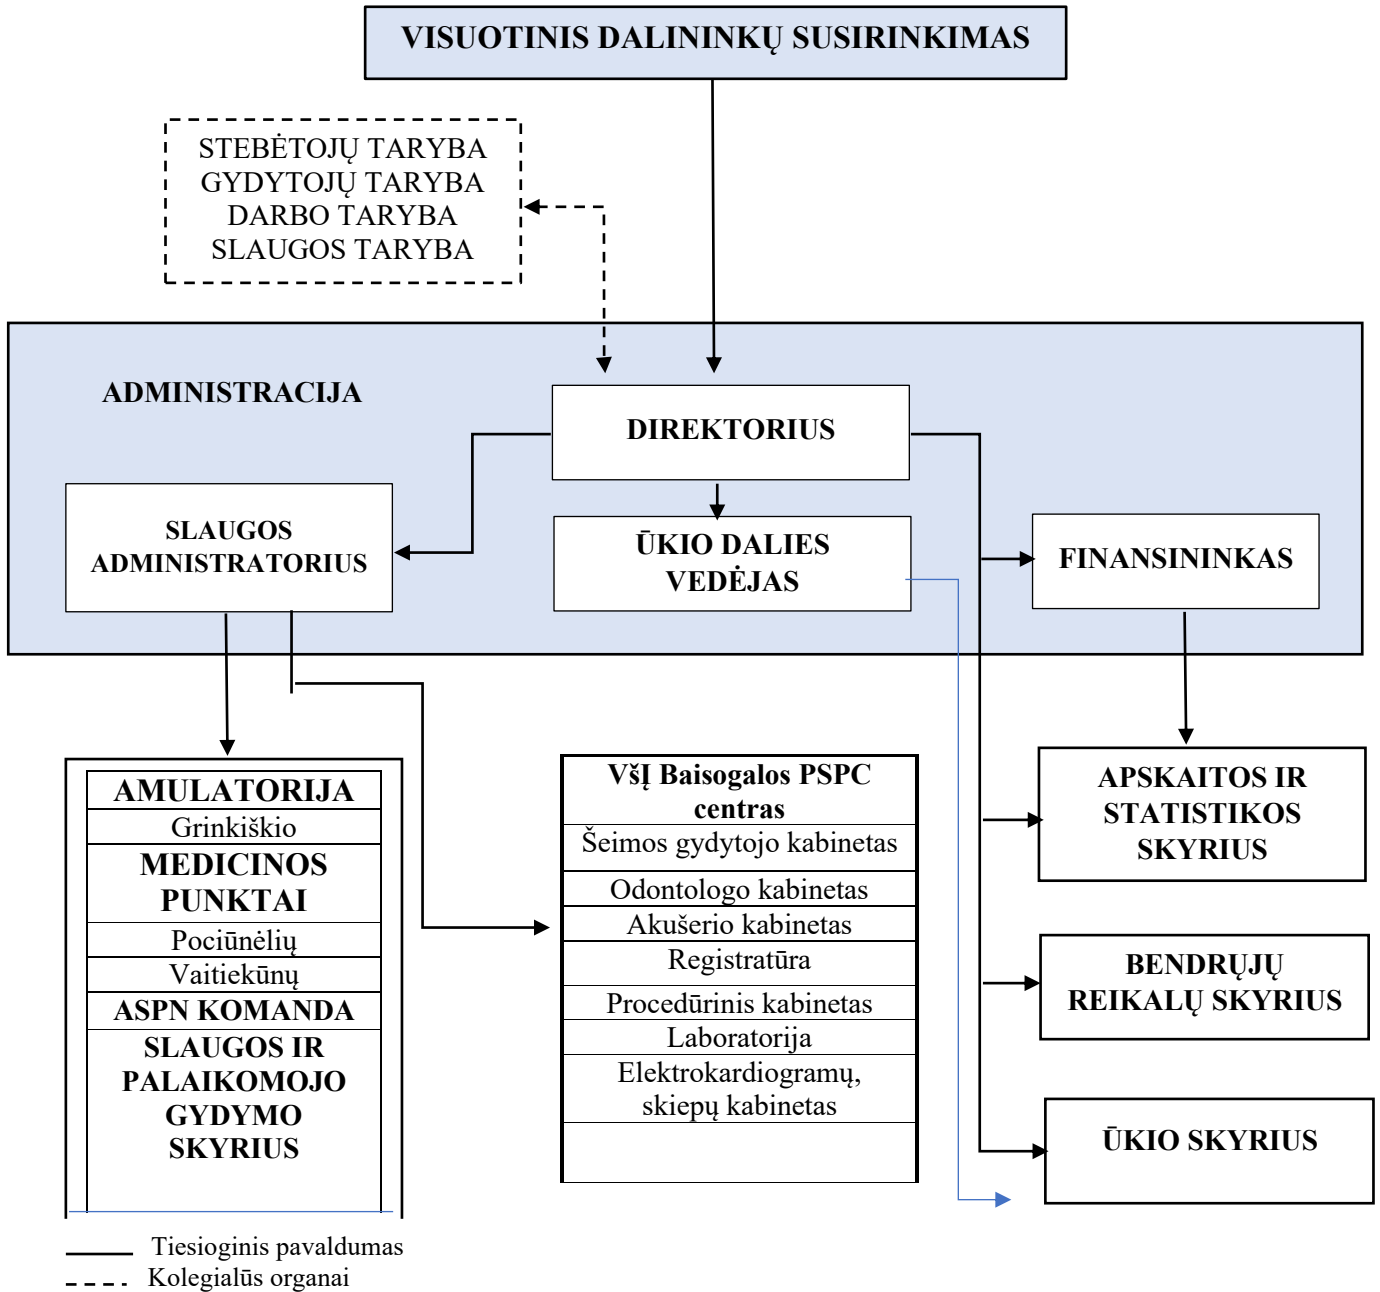 VISUOTINIS DALININKŲ SUSIRINKIMAS
STEBĖTOJŲ TARYBA
GYDYTOJŲ TARYBA
DARBO TARYBA
SLAUGOS TARYBA
ADMINISTRACIJA
DIREKTORIUS
SLAUGOS
ADMINISTRATORIUS
ŪKIO DALIES
VEDĖJAS
FINANSININKAS
AMULATORIJA
Grinkiškio
MEDICINOS
PUNKTAI
Pociūnėlių
Vaitiekūnų
ASPN KOMANDA
SLAUGOS IR
PALAIKOMOJO
GYDYMO
SKYRIUS
VšĮ Baisogalos PSPC
centras
Šeimos gydytojo kabinetas
Odontologo kabinetas
Akušerio kabinetas
Registratūra
Procedūrinis kabinetas
Laboratorija
Elektrokardiogramų,
skiepų kabinetas
APSKAITOS IR
STATISTIKOS
SKYRIUS
BENDRŲJŲ
REIKALŲ SKYRIUS
ŪKIO SKYRIUS
Tiesioginis pavaldumas
Kolegialūs organai